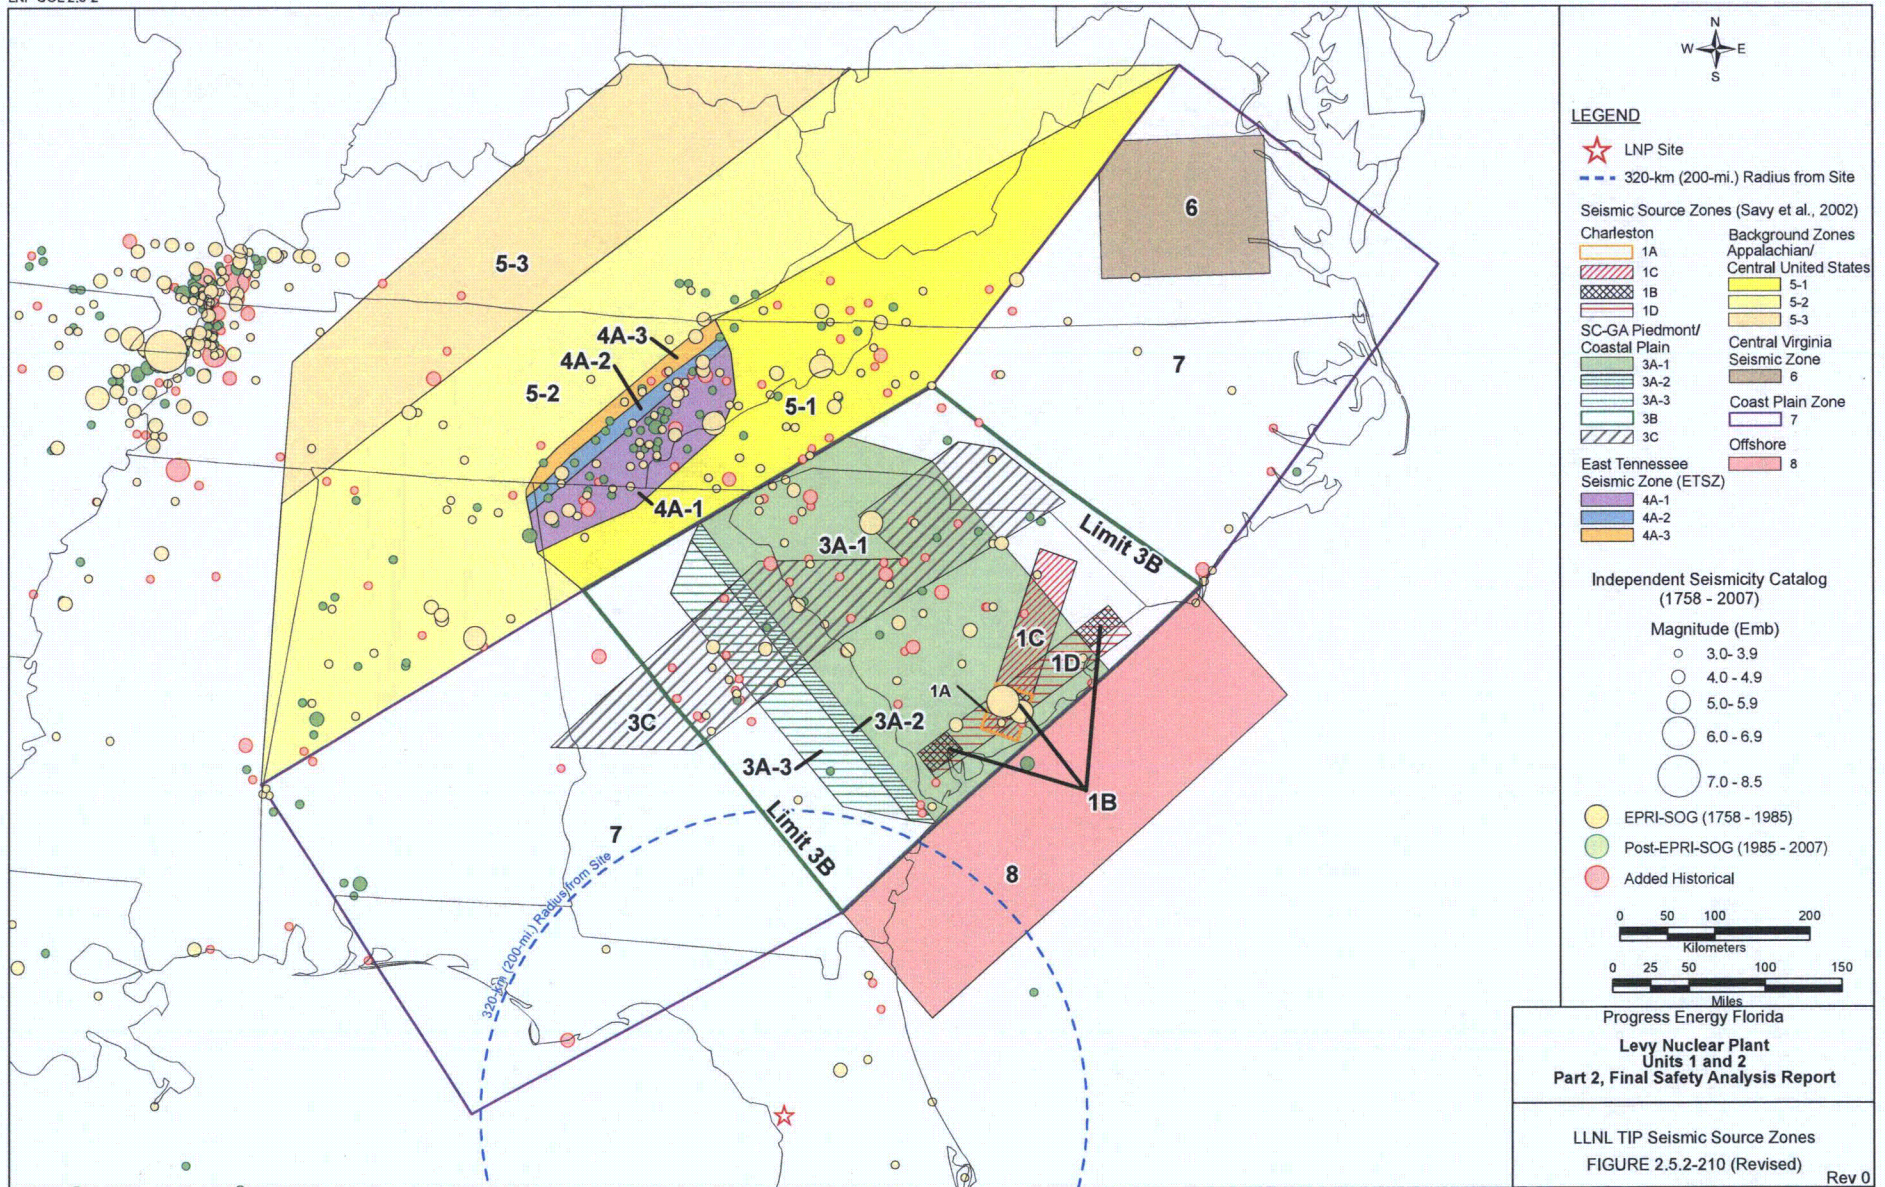 5-3
6
4A-3
4A-2
5-2
5-1
7
4A-1
3A-1
Limit 3B
1C
1D
1A
3C
3A-2
3A-3
1B
Limit 3B
7
8
320-km (200-mi.) Radius from Site
N
W E
S
LEGEND
LNP Site
320-km (200-mi.) Radius from Site
Seismic Source Zones (Savy et al., 2002)
Charleston
1A
1C
1B
1D
SC-GA Piedmont/
Coastal Plain
3A-1
3A-2
3A-3
3B
3C
East Tennessee
Seismic Zone (ETSZ)
4A-1
4A-2
4A-3
Background Zones
Appalachian/
Central United States
5-1
5-2
5-3
Central Virginia
Seismic Zone
6
Coast Plain Zone
7
Offshore
8
Independent Seismicity Catalog
(1758 - 2007)
Magnitude (Emb)
3.0- 3.9
4.0 - 4.9
5.0- 5.9
6.0 - 6.9
7.0 - 8.5
EPRI-SOG (1758 - 1985)
Post-EPRI-SOG (1985 - 2007)
Added Historical
0 50 100 200
Kilometers
0 25 50 100 150
Miles
Progress Energy Florida
Levy Nuclear Plant
Units 1 and 2
Part 2, Final Safety Analysis Report
LLNL TIP Seismic Source Zones
FIGURE 2.5.2-210 (Revised)
Rev 0